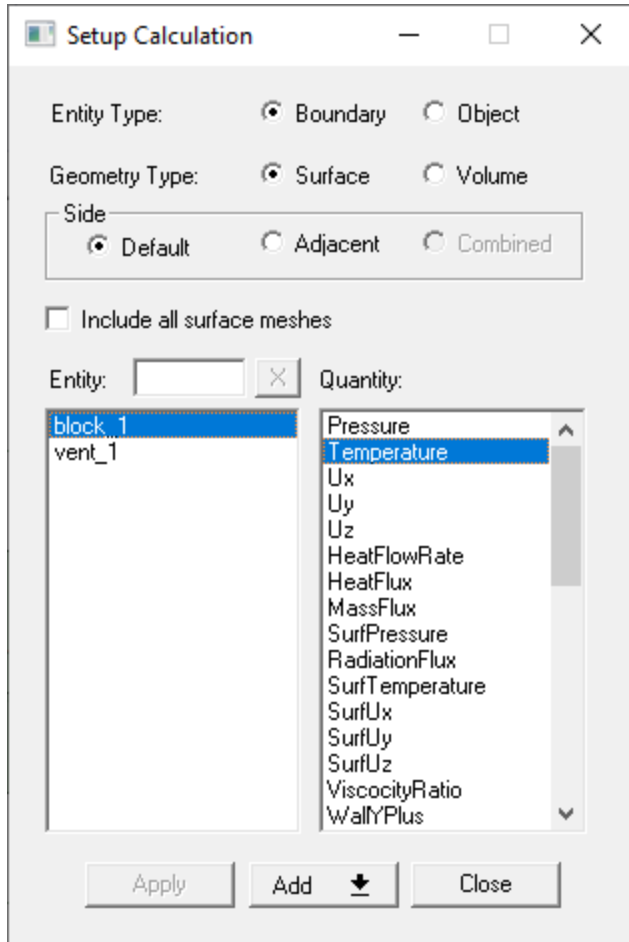 Setup Calculation
Entity Type: Boundary Object
Geometry Type: Surface Volume
Side
Default Adjacent Combined
Include all surface meshes
Entity: X Quantity:
block_1
vent_1
Pressure
Temperature
Ux
Uy
Uz
HeatFlowRate
HeatFlux
MassFlux
SurfPressure
RadiationFlux
SurfTemperature
SurfUx
SurfUy
SurfUz
ViscocityRatio
WallYPlus
Apply Add Close